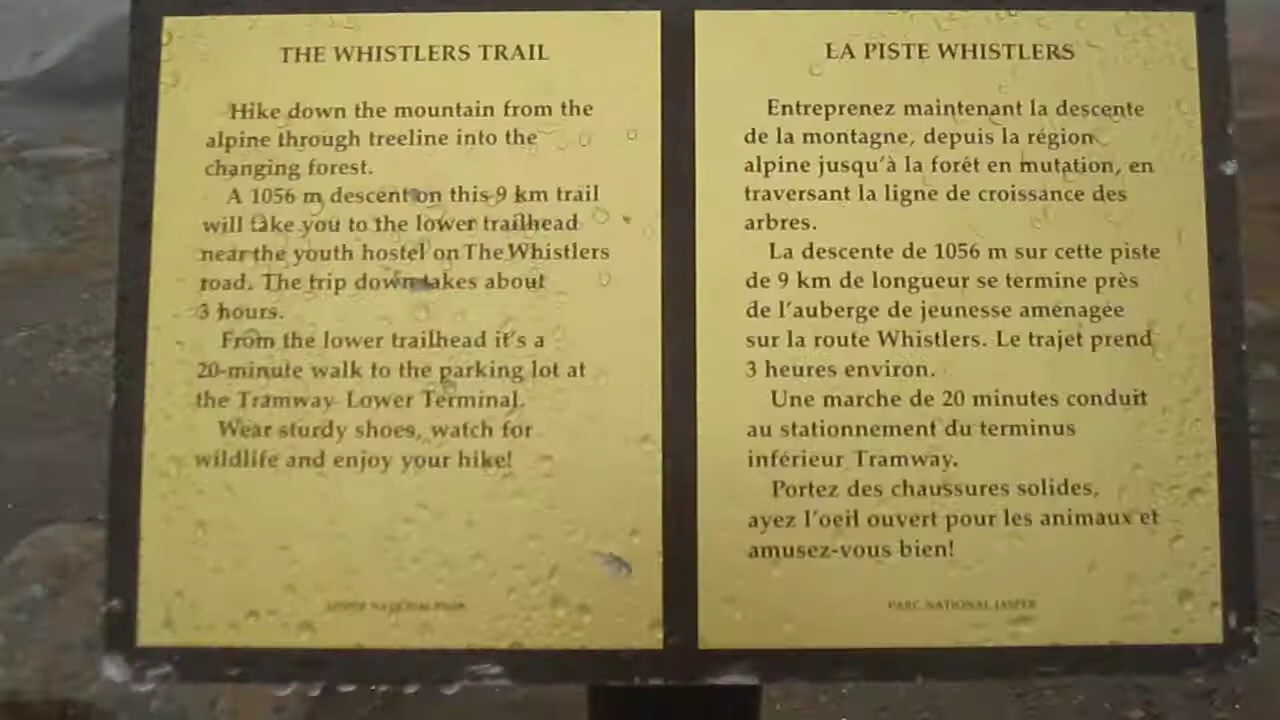 THE WHISTLERS TRAIL
Hike down the mountain from the
alpine through treeline into the
changing forest.
A 1056 m descent on this 9 km trail
will take you to the lower trailhead
near the youth hostel on The Whistlers
road. The trip down takes about
3 hours.
From the lower trailhead it's a
20-minute walk to the parking lot at
the Tramway Lower Terminal.
Wear sturdy shoes, watch for
wildlife and enjoy your hike!
JASPER NATIONAL PARK
LA PISTE WHISTLERS
Entreprenez maintenant la descente
de la montagne, depuis la région
alpine jusqu'à la forêt en mutation, en
traversant la ligne de croissance des
arbres.
La descente de 1056 m sur cette piste
de 9 km de longueur se termine près
de l'auberge de jeunesse aménagée
sur la route Whistlers. Le trajet prend
3 heures environ.
Une marche de 20 minutes conduit
au stationnement du terminus
inférieur Tramway.
Portez des chaussures solides,
ayez l'oeil ouvert pour les animaux et
amusez-vous bien!
PARC NATIONAL JASPER